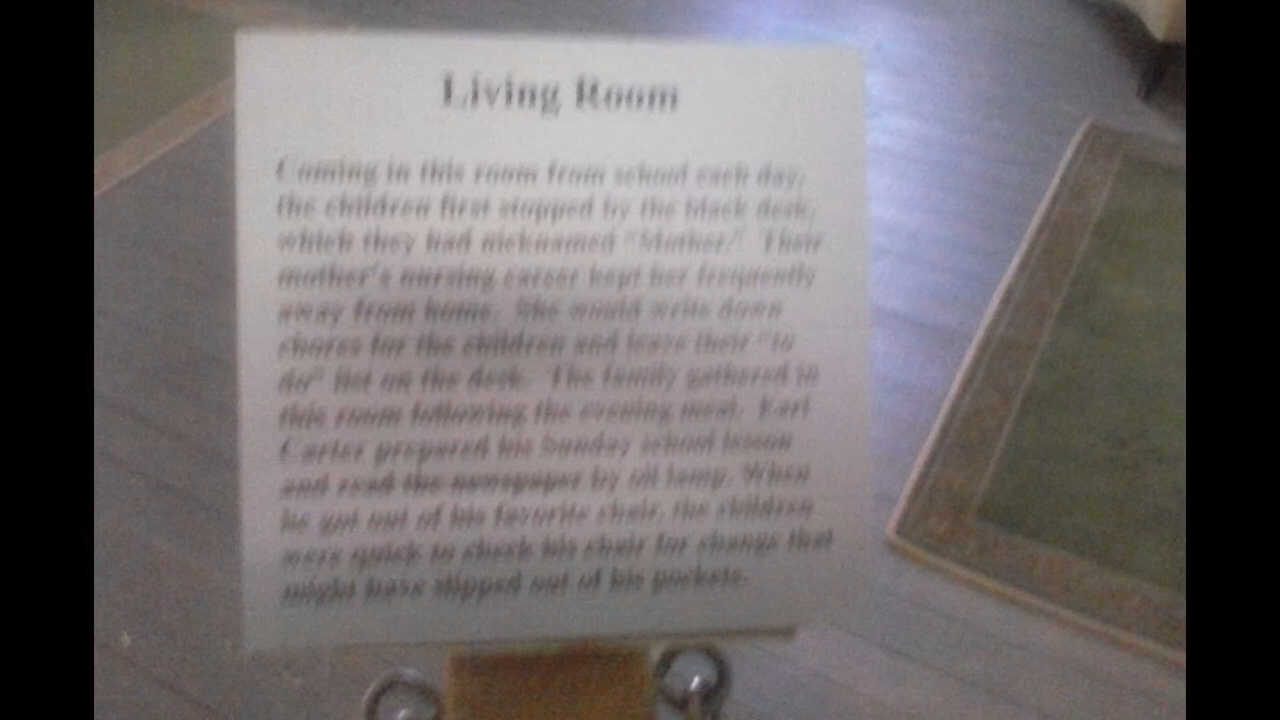 Living Room
Coming in this room from school each day,
the children first stopped by the black desk,
which they had nicknamed "Mother." Their
mother's nursing career kept her frequently
away from home. She would write down
chores for the children and leave their "to
do" list on the desk. The family gathered in
this room following the evening meal. Earl
Carter prepared his Sunday school lesson
and read the newspaper by oil lamp. When
he got out of his favorite chair, the children
were quick to check his chair for change that
might have slipped out of his pockets.